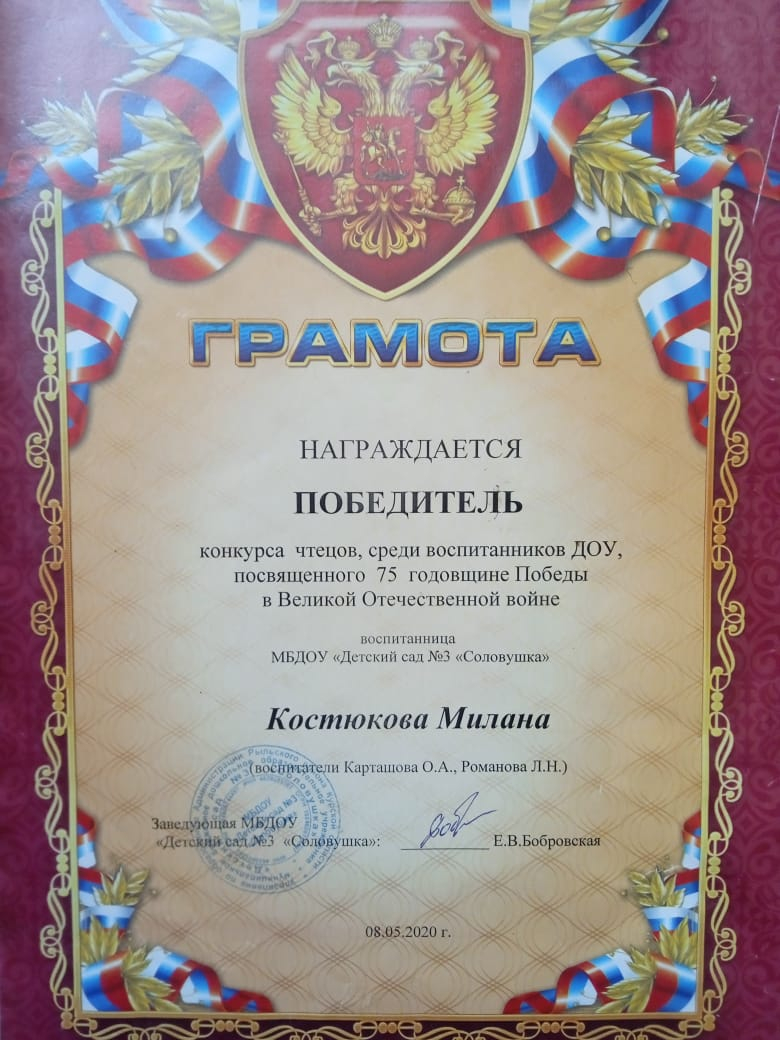 ГРАМОТА
НАГРАЖДАЕТСЯ
ПОБЕДИТЕЛЬ
конкурса чтецов, среди воспитанников ДОУ,
посвященного 75 годовщине Победы
в Великой Отечественной войне
воспитанница
МБДОУ «Детский сад №3 «Соловушка»
Костюкова Милана
(воспитатели Карташова О.А., Романова Л.Н.)
Заведующая МБДОУ
«Детский сад №3 «Соловушка»: Е.В.Бобровская
08.05.2020 г.